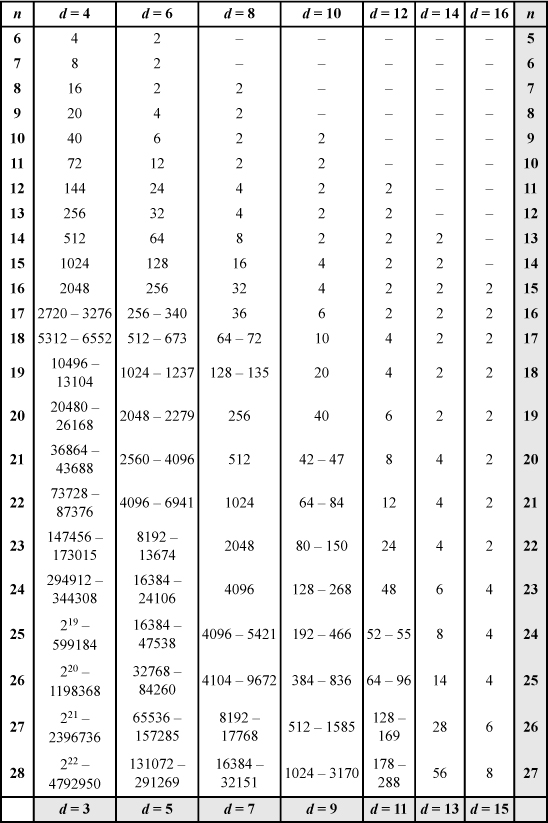 n d = 4 d = 6 d = 8 d = 10 d = 12 d = 14 d = 16 n
6 4 2 – – – – – 5
7 8 2 – – – – – 6
8 16 2 2 – – – – 7
9 20 4 2 – – – – 8
10 40 6 2 2 – – – 9
11 72 12 2 2 – – – 10
12 144 24 4 2 2 – – 11
13 256 32 4 2 2 – – 12
14 512 64 8 2 2 2 – 13
15 1024 128 16 4 2 2 – 14
16 2048 256 32 4 2 2 2 15
17 2720 – 3276 256 – 340 36 6 2 2 2 16
18 5312 – 6552 512 – 673 64 – 72 10 4 2 2 17
19 10496 – 13104 1024 – 1237 128 – 135 20 4 2 2 18
20 20480 – 26168 2048 – 2279 256 40 6 2 2 19
21 36864 – 43688 2560 – 4096 512 42 – 47 8 4 2 20
22 73728 – 87376 4096 – 6941 1024 64 – 84 12 4 2 21
23 147456 – 173015 8192 – 13674 2048 80 – 150 24 4 2 22
24 294912 – 344308 16384 – 24106 4096 128 – 268 48 6 4 23
25 2¹⁹ – 599184 16384 – 47538 4096 – 5421 192 – 466 52 – 55 8 4 24
26 2²⁰ – 1198368 32768 – 84260 4104 – 9672 384 – 836 64 – 96 14 4 25
27 2²¹ – 2396736 65536 – 157285 8192 – 17768 512 – 1585 128 – 169 28 6 26
28 2²² – 4792950 131072 – 291269 16384 – 32151 1024 – 3170 178 – 288 56 8 27
d = 3 d = 5 d = 7 d = 9 d = 11 d = 13 d = 15